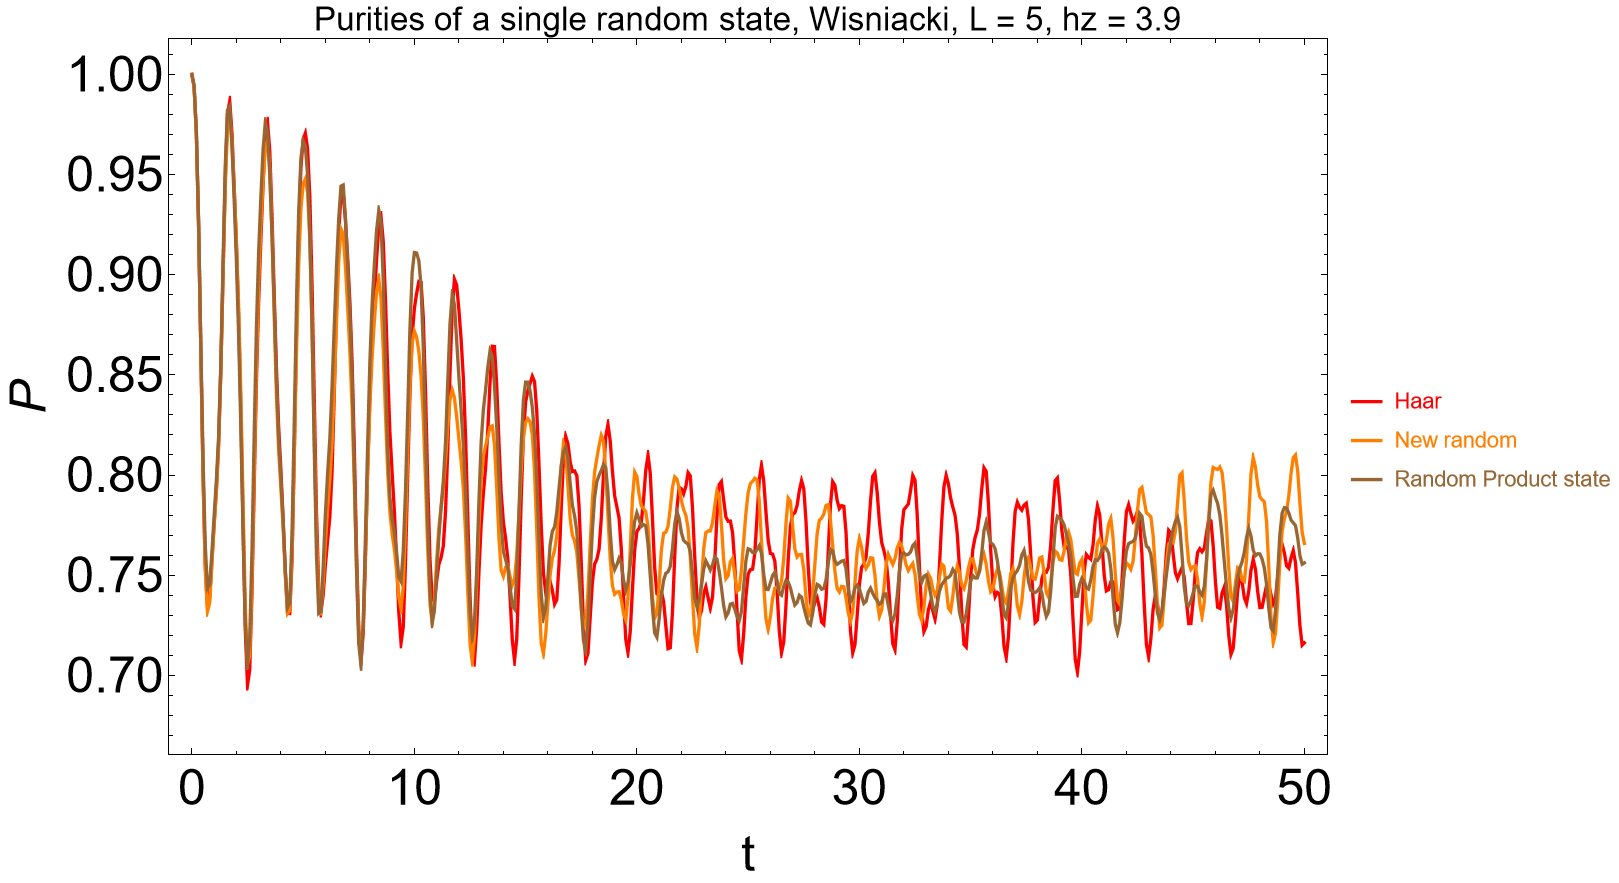 Purities of a single random state, Wisniacki, L = 5, hz = 3.9
1.00
0.95
0.90
0.85
0.80
0.75
0.70
P
0 10 20 30 40 50
t
Haar
New random
Random Product state